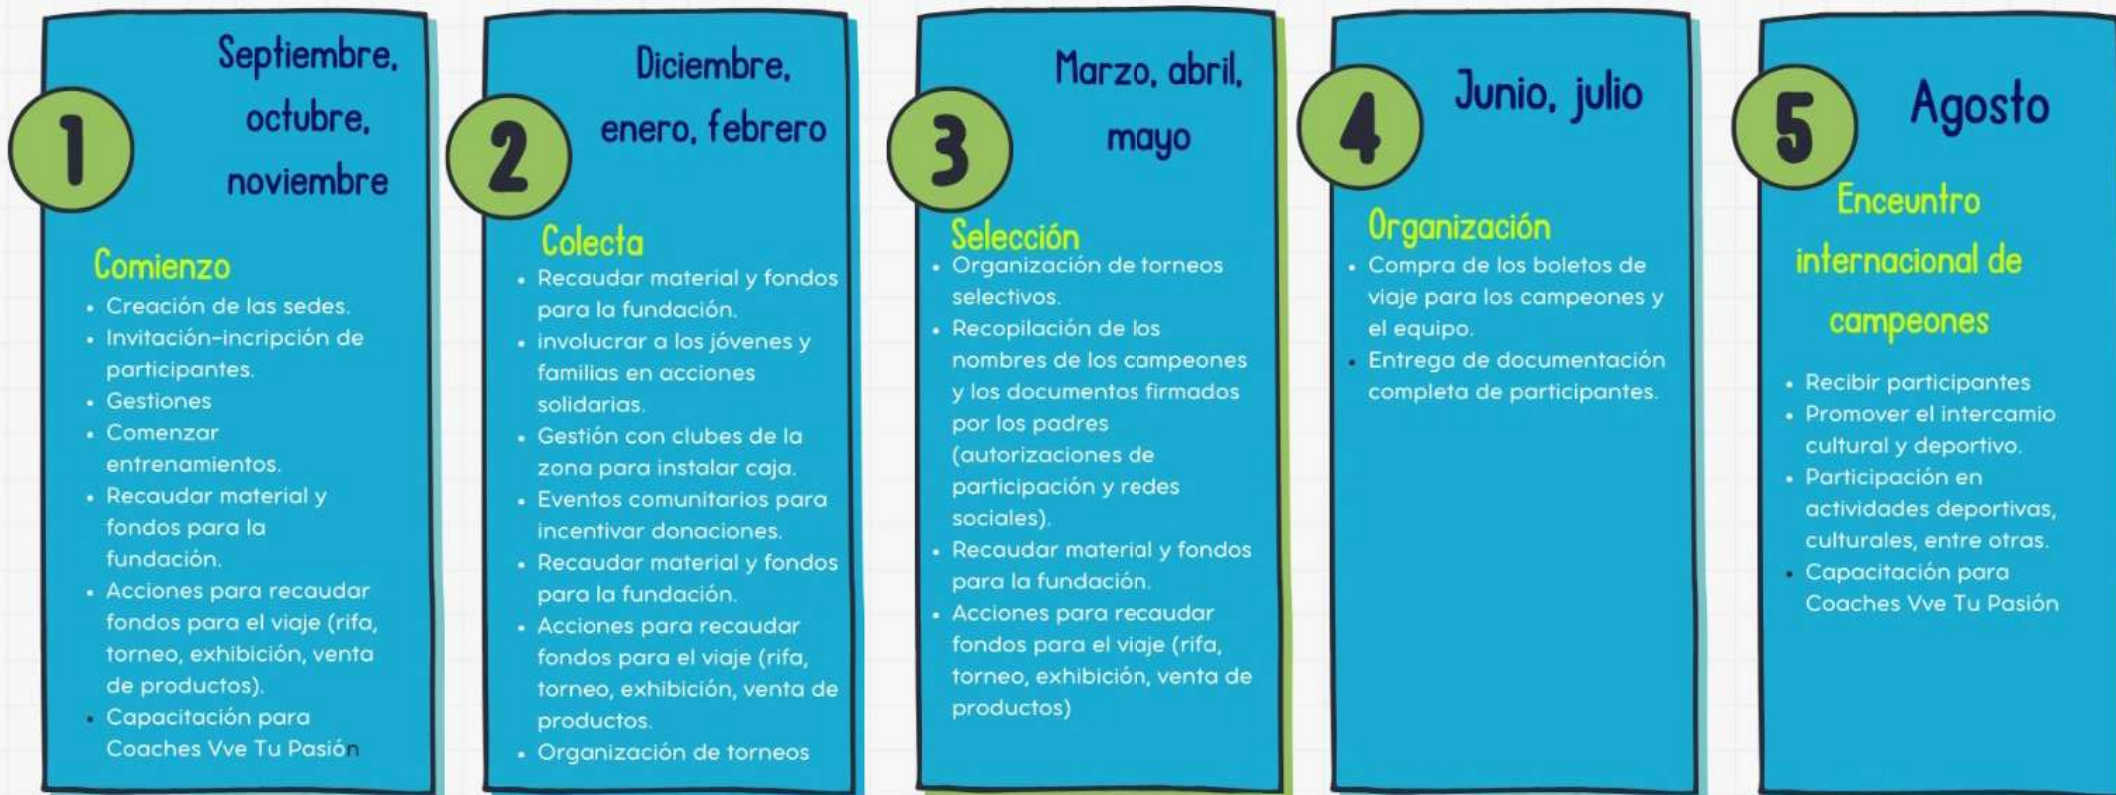 1
Septiembre,
octubre,
noviembre
Comienzo
• Creación de las sedes.
• Invitación-incripción de
participantes.
• Gestiones
• Comenzar
entrenamientos.
• Recaudar material y
fondos para la
fundación.
• Acciones para recaudar
fondos para el viaje (rifa,
torneo, exhibición, venta
de productos).
• Capacitación para
Coaches Vve Tu Pasión
2
Diciembre,
enero, febrero
Colecta
• Recaudar material y fondos
para la fundación.
• involucrar a los jóvenes y
familias en acciones
solidarias.
• Gestión con clubes de la
zona para instalar caja.
• Eventos comunitarios para
incentivar donaciones.
• Recaudar material y fondos
para la fundación.
• Acciones para recaudar
fondos para el viaje (rifa,
torneo, exhibición, venta de
productos.
• Organización de torneos
3
Marzo, abril,
mayo
Selección
• Organización de torneos
selectivos.
• Recopilación de los
nombres de los campeones
y los documentos firmados
por los padres
(autorizaciones de
participación y redes
sociales).
• Recaudar material y fondos
para la fundación.
• Acciones para recaudar
fondos para el viaje (rifa,
torneo, exhibición, venta de
productos)
4
Junio, julio
Organización
• Compra de los boletos de
viaje para los campeones y
el equipo.
• Entrega de documentación
completa de participantes.
5
Agosto
Enceuntro
internacional de
campeones
• Recibir participantes
• Promover el intercamio
cultural y deportivo.
• Participación en
actividades deportivas,
culturales, entre otras.
• Capacitación para
Coaches Vve Tu Pasión